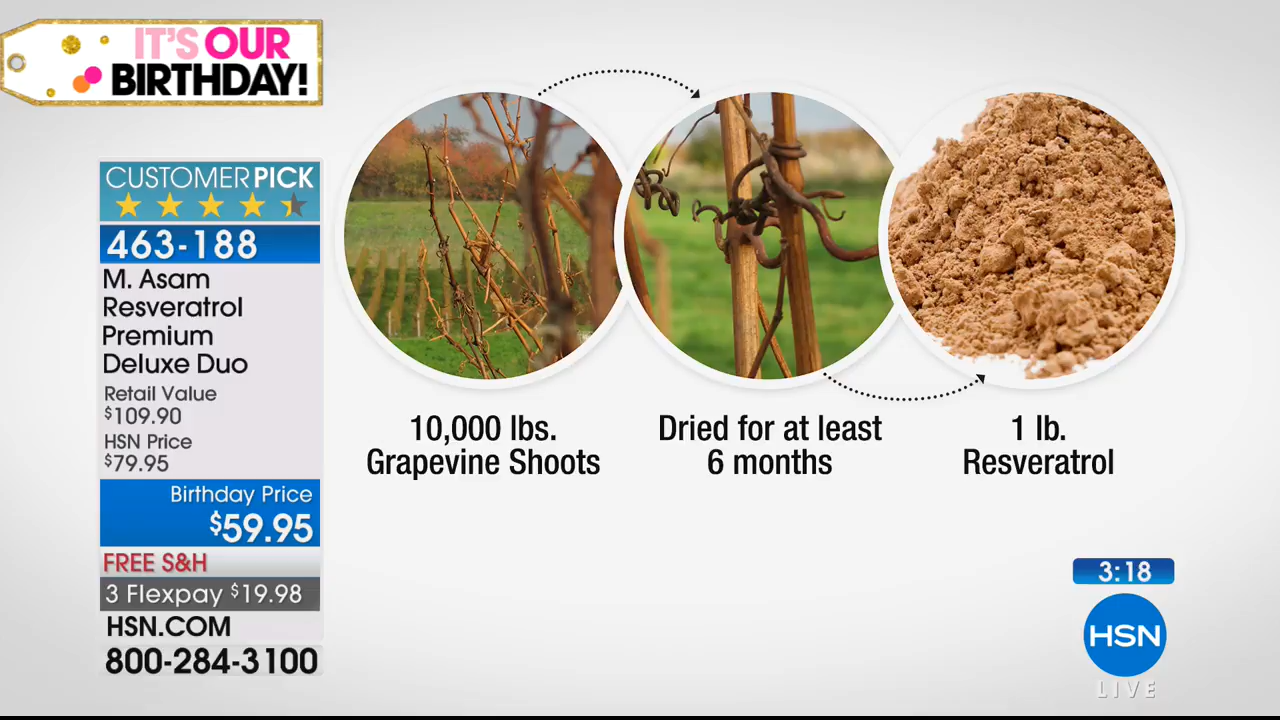 IT'S OUR
BIRTHDAY!
CUSTOMER PICK
463-188
M. Asam
Resveratrol
Premium
Deluxe Duo
Retail Value
$109.90
HSN Price
$79.95
Birthday Price
$59.95
FREE S&H
3 Flexpay $19.98
HSN.COM
800-284-3100
10,000 lbs.
Grapevine Shoots
Dried for at least
6 months
1 lb.
Resveratrol
3:18
HSN
LIVE